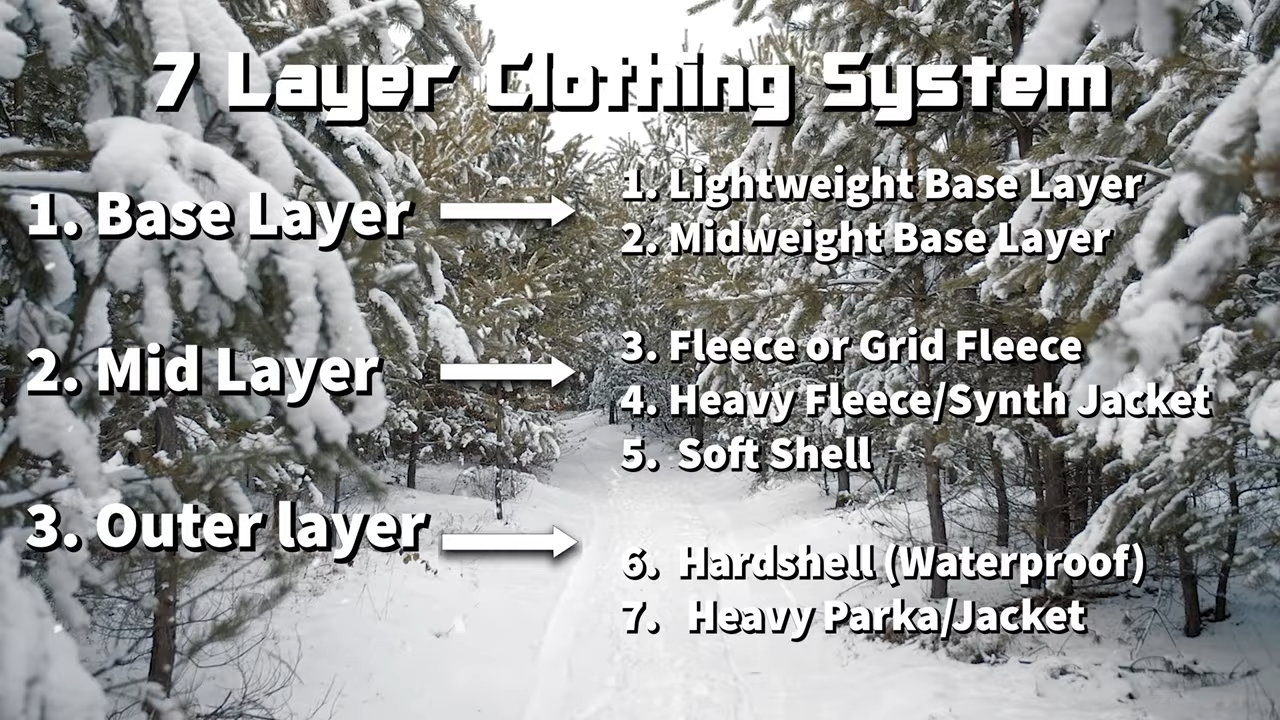 7 Layer Clothing System
1. Base Layer
1. Lightweight Base Layer
2. Midweight Base Layer
2. Mid Layer
3. Fleece or Grid Fleece
4. Heavy Fleece/Synth Jacket
5. Soft Shell
3. Outer layer
6. Hardshell (Waterproof)
7. Heavy Parka/Jacket